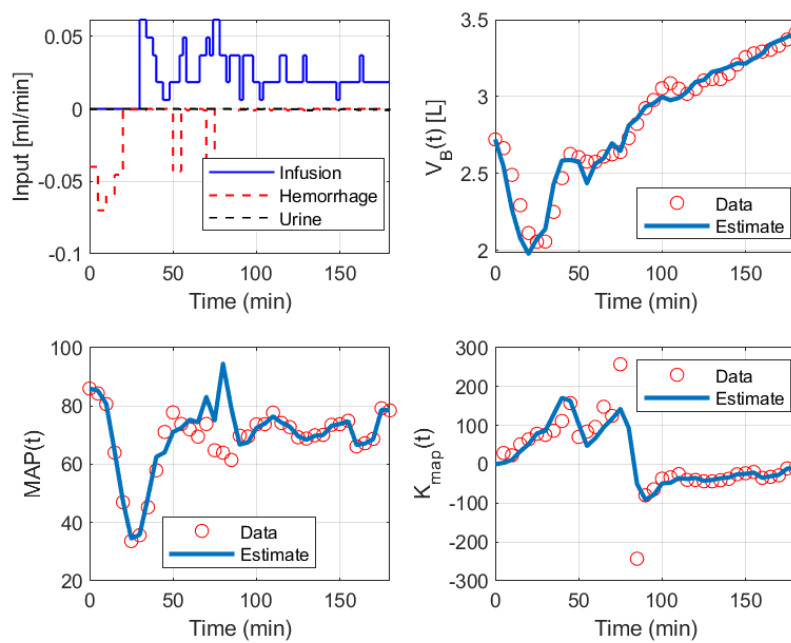 0.05
0
-0.05
-0.1
Input [ml/min]
Infusion
Hemorrhage
Urine
0 50 100 150
Time (min)
3.5
3
2.5
2
V_B(t) [L]
Data
Estimate
0 50 100 150
Time (min)
100
80
60
40
20
MAP(t)
Data
Estimate
0 50 100 150
Time (min)
300
200
100
0
-100
-200
-300
K_map(t)
Data
Estimate
0 50 100 150
Time (min)